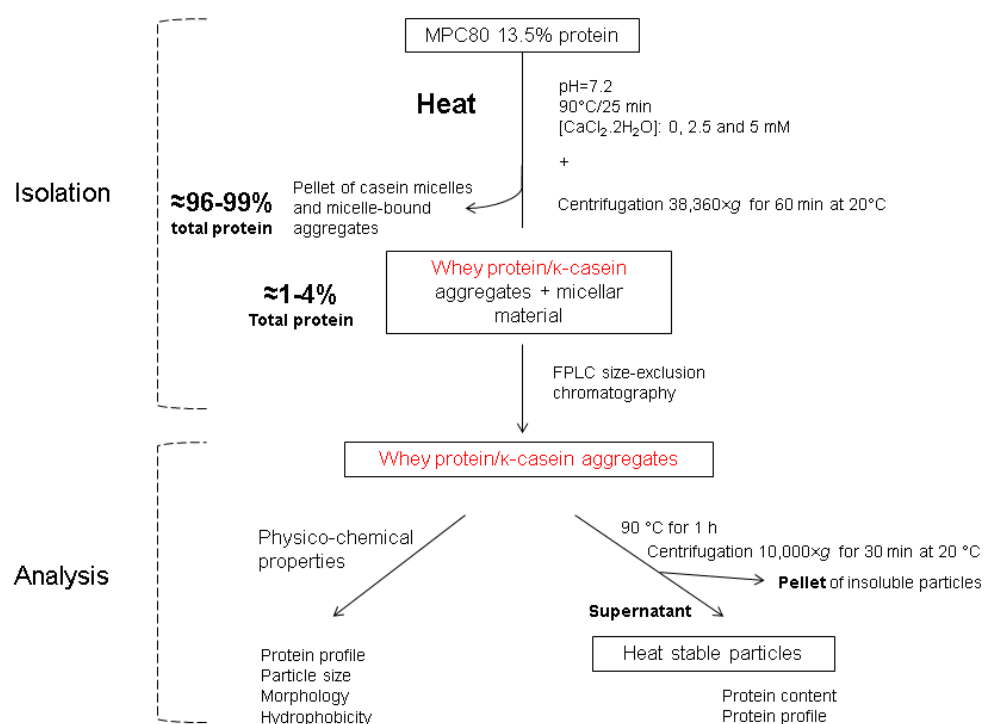 MPC80 13.5% protein
Heat
pH=7.2
90°C/25 min
[CaCl₂.2H₂O]: 0, 2.5 and 5 mM
+
Centrifugation 38,360×g for 60 min at 20°C
Isolation
≈96-99%
total protein
Pellet of casein micelles
and micelle-bound
aggregates
≈1-4%
Total protein
Whey protein/κ-casein
aggregates + micellar
material
FPLC size-exclusion
chromatography
Whey protein/κ-casein aggregates
Analysis
Physico-chemical
properties
90 °C for 1 h
Centrifugation 10,000×g for 30 min at 20 °C
Pellet of insoluble particles
Supernatant
Heat stable particles
Protein profile
Particle size
Morphology
Hydrophobicity
Protein content
Protein profile